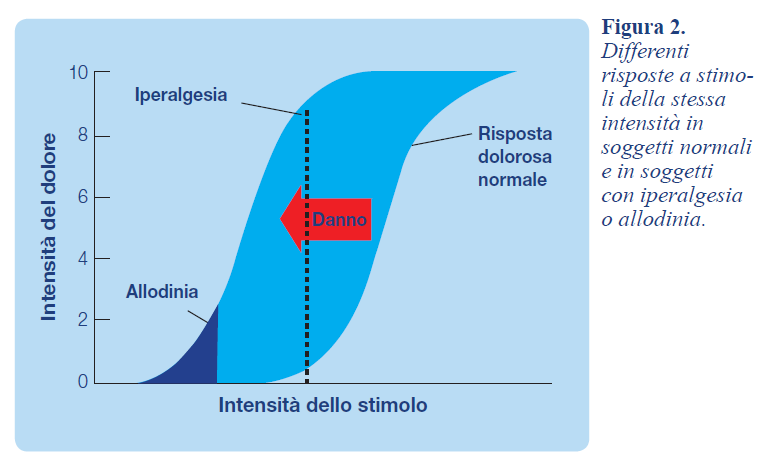 Figura 2.
Differenti
risposte a stimo-
li della stessa
intensità in
soggetti normali
e in soggetti
con iperalgesia
o allodinia.
Intensità del dolore
10
8
6
4
2
0
Iperalgesia
Risposta
dolorosa
normale
Danno
Allodinia
Intensità dello stimolo